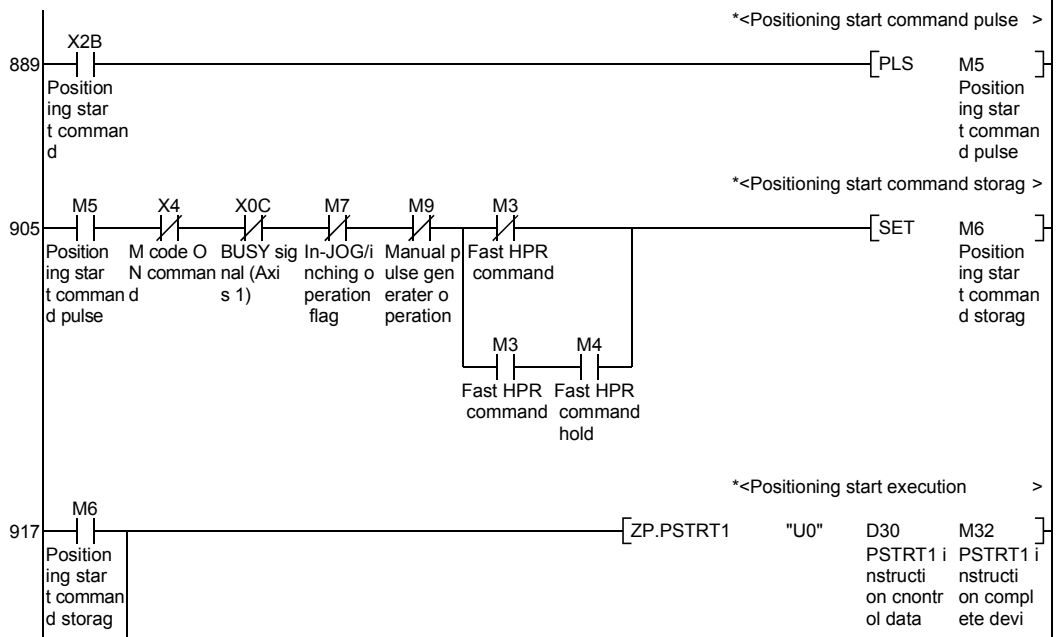 *<Positioning start command pulse >
X2B
889
[PLS M5 ]
Position
ing star
t comman
d
Position
ing star
t comman
d pulse
*<Positioning start command storag >
M5 X4 X0C M7 M9 M3
905
[SET M6 ]
Position
ing star
t comman
d pulse
M code O
N comman
d
BUSY sig
nal (Axi
s 1)
In-JOG/i
nching o
peration
flag
Manual p
ulse gen
erater o
peration
Fast HPR
command
Position
ing star
t comman
d storag
M3 M4
Fast HPR
command
Fast HPR
command
hold
*<Positioning start execution >
M6
917
[ZP.PSTRT1 "U0" D30 M32 ]
Position
ing star
t comman
d storag
PSTRT1 i
nstructi
on cnontr
ol data
PSTRT1 i
nstructi
on compl
ete devi